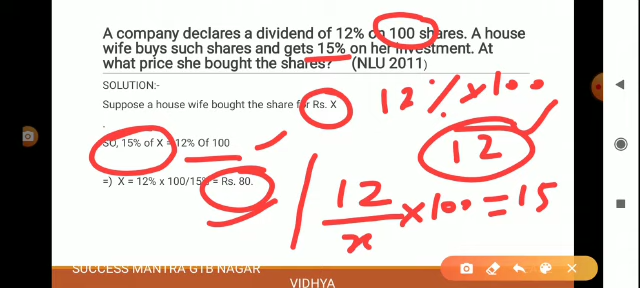 A company declares a dividend of 12% on 100 shares. A house
wife buys such shares and gets 15% on her investment. At
what price she bought the shares? (NLU 2011)
SOLUTION:-
Suppose a house wife bought the share for Rs. X
.
SO, 15% of X = 12% Of 100
=) X = 12% x 100/15% = Rs. 80.
12% x 100
12
12/x × 100 = 15
SUCCESS MANTRA GTB NAGAR
VIDHYA